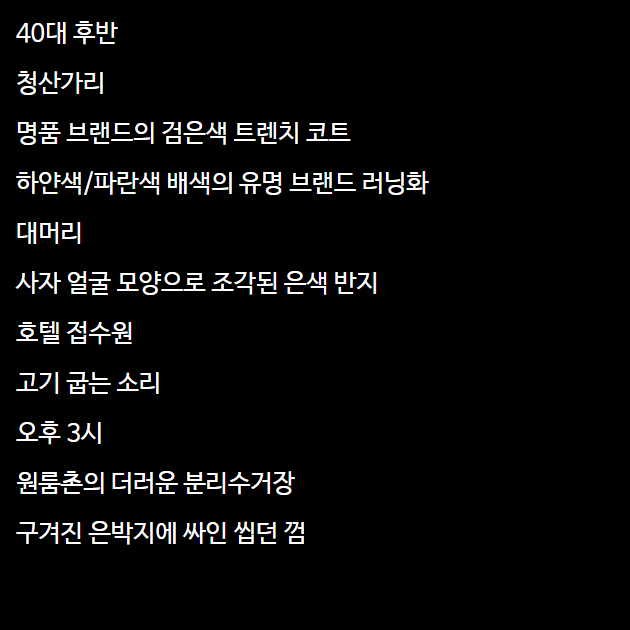 40대 후반
청산가리
명품 브랜드의 검은색 트렌치 코트
하얀색/파란색 배색의 유명 브랜드 러닝화
대머리
사자 얼굴 모양으로 조각된 은색 반지
호텔 접수원
고기 굽는 소리
오후 3시
원룸촌의 더러운 분리수거장
구겨진 은박지에 싸인 씹던 껌